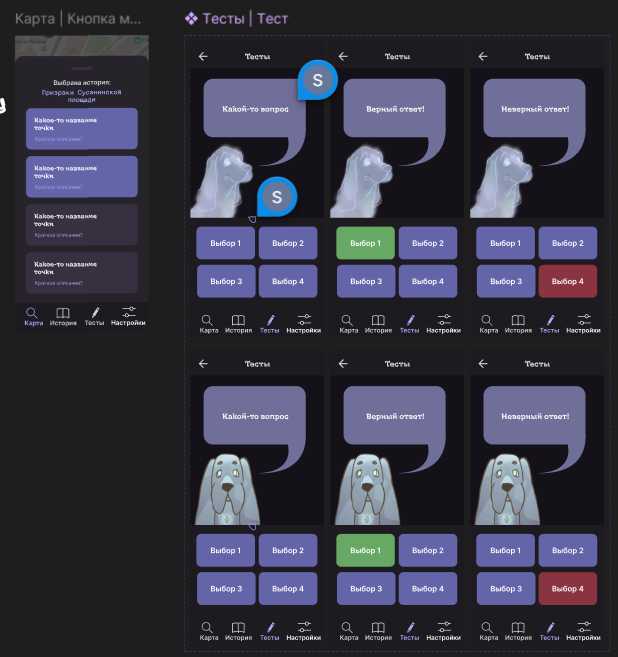 Карта | Кнопка м...
❖ Тесты | Тест
Выбрана история:
Призраки Сусанинской
площади
Какое-то название
точки
Краткое описание?
Какое-то название
точки
Краткое описание?
Какое-то название
точки
Краткое описание?
Какое-то название
точки
Краткое описание?
Карта История Тесты Настройки
Тесты
Какой-то вопрос
S
S
Выбор 1 Выбор 2
Выбор 3 Выбор 4
Карта История Тесты Настройки
Тесты
Верный ответ!
Выбор 1 Выбор 2
Выбор 3 Выбор 4
Карта История Тесты Настройки
Тесты
Неверный ответ!
Выбор 1 Выбор 2
Выбор 3 Выбор 4
Карта История Тесты Настройки
Тесты
Какой-то вопрос
Выбор 1 Выбор 2
Выбор 3 Выбор 4
Карта История Тесты Настройки
Тесты
Верный ответ!
Выбор 1 Выбор 2
Выбор 3 Выбор 4
Карта История Тесты Настройки
Тесты
Неверный ответ!
Выбор 1 Выбор 2
Выбор 3 Выбор 4
Карта История Тесты Настройки